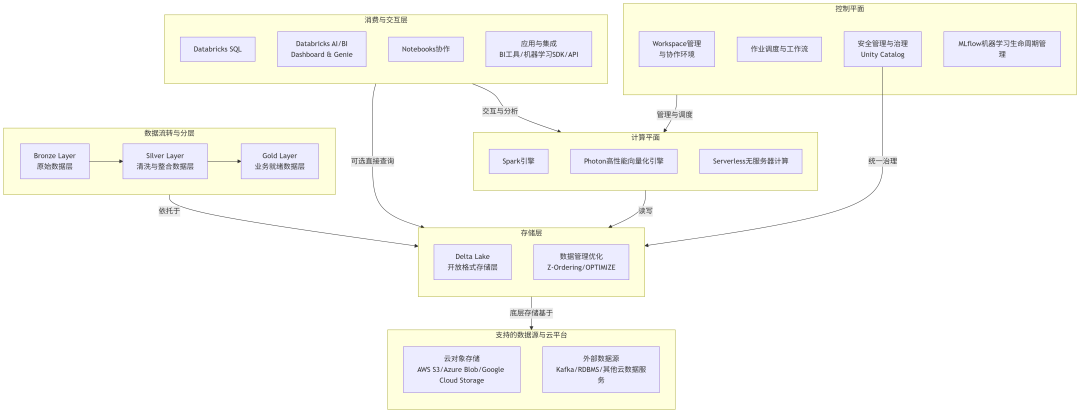 消费与交互层
Databricks SQL
Databricks AI/BI
Dashboard & Genie
Notebooks协作
应用与集成
BI工具/机器学习SDK/API
控制平面
Workspace管理
与协作环境
作业调度与工作流
安全管理与治理
Unity Catalog
MLflow机器学习生命周期管
理
交互与分析
管理与调度
数据流转与分层
Bronze Layer
原始数据层
Silver Layer
清洗与整合数据层
Gold Layer
业务就绪数据层
可选直接查询
计算平面
Spark引擎
Photon高性能向量化引擎
Serverless无服务器计算
统一治理
依托于
读写
存储层
Delta Lake
开放格式存储层
数据管理优化
Z-Ordering/OPTIMIZE
底层存储基于
支持的数据源与云平台
云对象存储
AWS S3/Azure Blob/Google
Cloud Storage
外部数据源
Kafka/RDBMS/其他云数据服
务